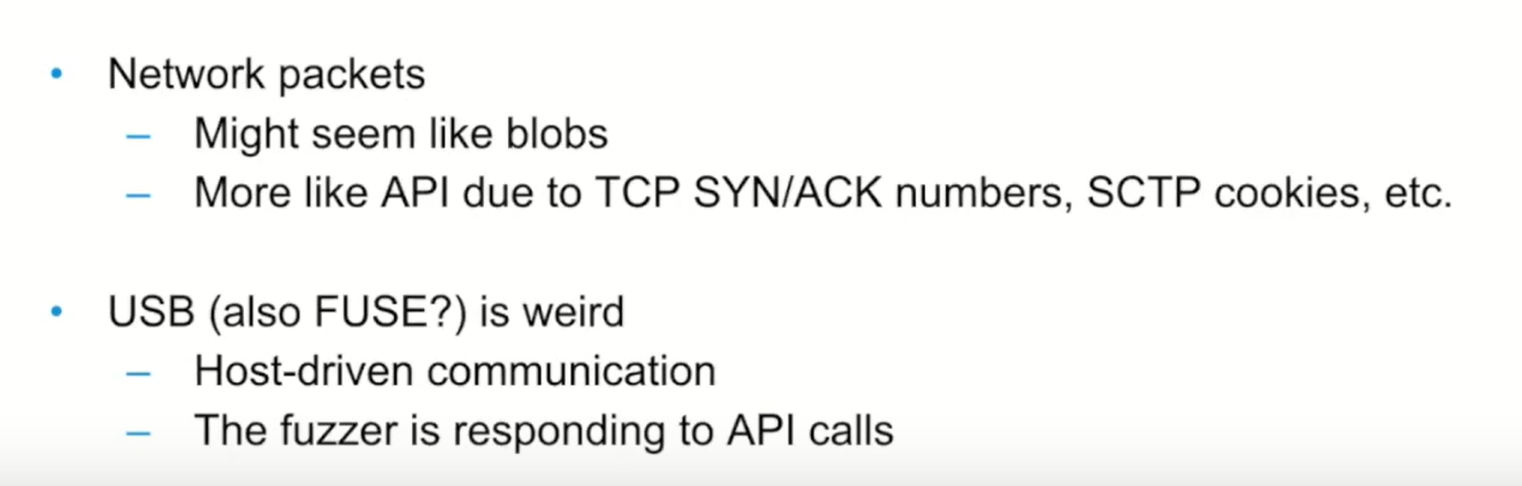 • Network packets
– Might seem like blobs
– More like API due to TCP SYN/ACK numbers, SCTP cookies, etc.
• USB (also FUSE?) is weird
– Host-driven communication
– The fuzzer is responding to API calls